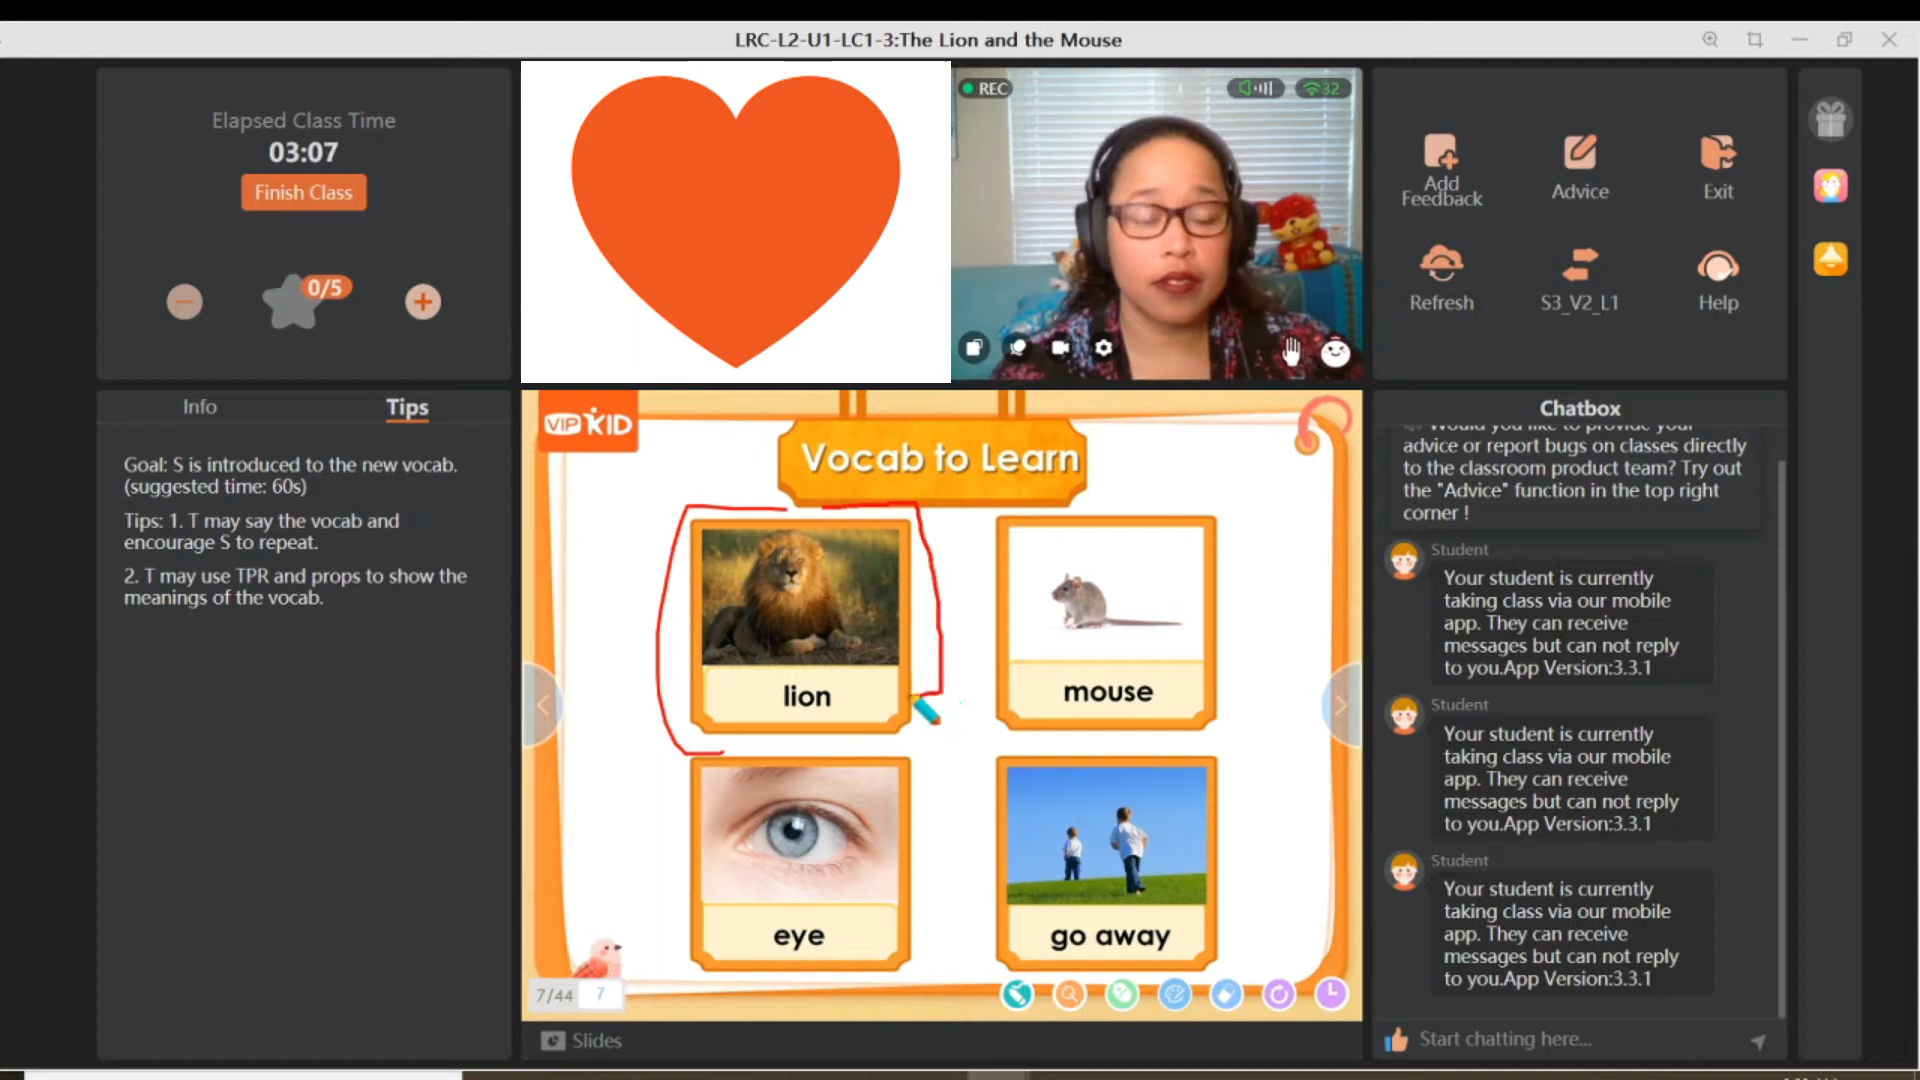 LRC-L2-U1-LC1-3:The Lion and the Mouse
Elapsed Class Time
03:07
Finish Class
0/5
REC
32
Add
Feedback
Advice
Exit
Refresh
S3_V2_L1
Help
Info
Tips
Goal: S is introduced to the new vocab.
(suggested time: 60s)
Tips: 1. T may say the vocab and
encourage S to repeat.
2. T may use TPR and props to show the
meanings of the vocab.
VIPKID
Vocab to Learn
lion
mouse
eye
go away
7/44
7
Slides
Chatbox
Would you like to provide your
advice or report bugs on classes directly
to the classroom product team? Try out
the "Advice" function in the top right
corner !
Student
Your student is currently
taking class via our mobile
app. They can receive
messages but can not reply
to you.App Version:3.3.1
Student
Your student is currently
taking class via our mobile
app. They can receive
messages but can not reply
to you.App Version:3.3.1
Student
Your student is currently
taking class via our mobile
app. They can receive
messages but can not reply
to you.App Version:3.3.1
Start chatting here...